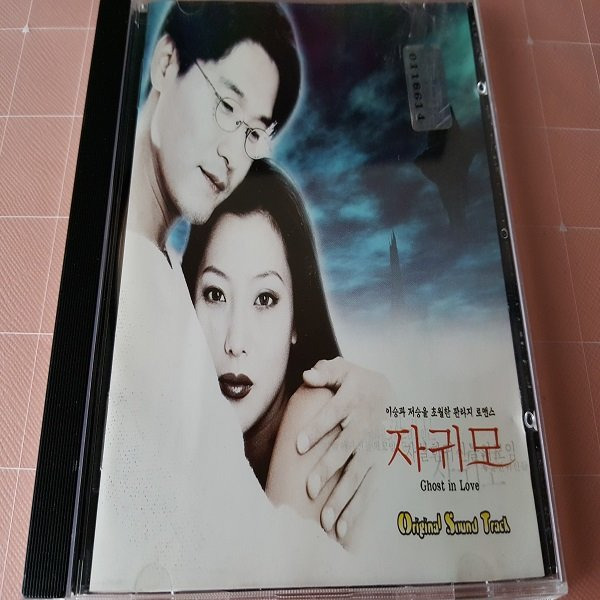 0116614
이승과 저승을 초월한 판타지 로맨스
자귀모
Ghost in Love
Original Sound Track